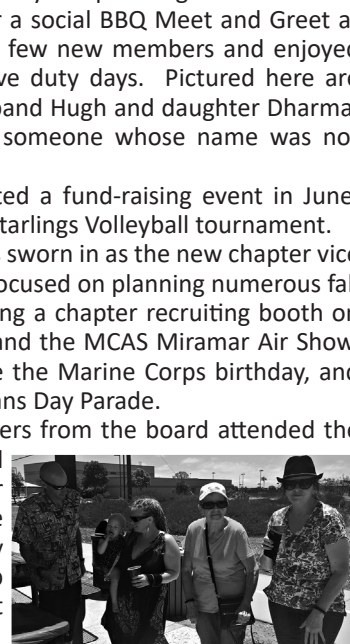 r a social BBQ Meet and Greet a
few new members and enjoyed
ve duty days. Pictured here are
band Hugh and daughter Dharma
someone whose name was no
ted a fund-raising event in June
tarlings Volleyball tournament.
s sworn in as the new chapter vice
ocused on planning numerous fal
ng a chapter recruiting booth or
and the MCAS Miramar Air Show
e the Marine Corps birthday, and
ans Day Parade.
ers from the board attended the